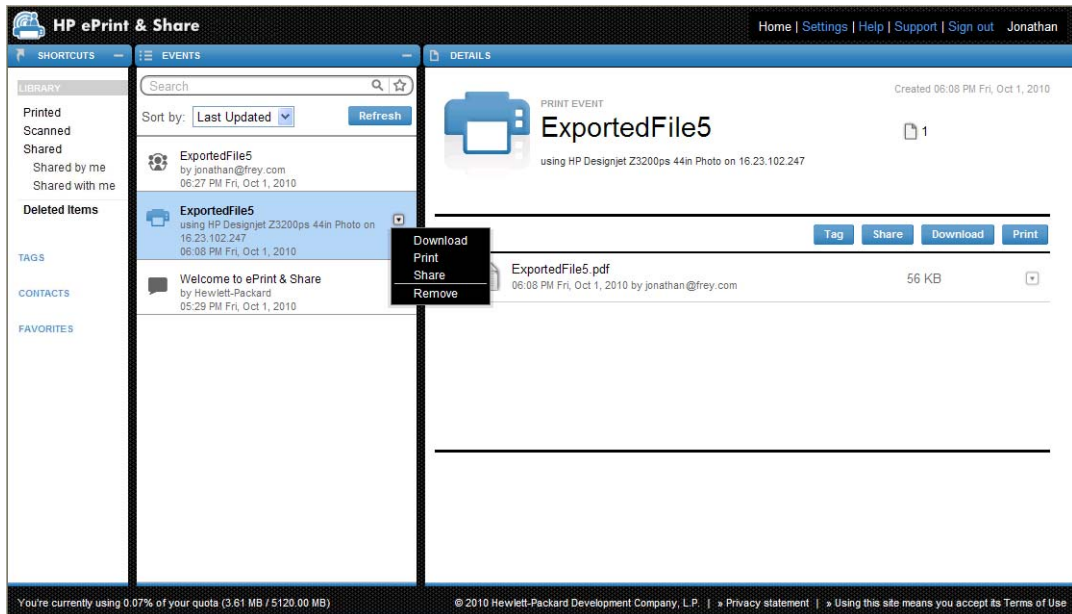 HP ePrint & Share
Home | Settings | Help | Support | Sign out Jonathan
SHORTCUTS
LIBRARY
Printed
Scanned
Shared
Shared by me
Shared with me
Deleted Items
TAGS
CONTACTS
FAVORITES
EVENTS
Search
Sort by: Last Updated Refresh
ExportedFile5
by jonathan@frey.com
06:27 PM Fri, Oct 1, 2010
ExportedFile5
using HP Designjet Z3200ps 44in Photo on
16.23.102.247
06:08 PM Fri, Oct 1, 2010
Welcome to ePrint & Share
by Hewlett-Packard
05:29 PM Fri, Oct 1, 2010
Download
Print
Share
Remove
DETAILS
Created 06:08 PM Fri, Oct 1, 2010
PRINT EVENT
ExportedFile5
1
using HP Designjet Z3200ps 44in Photo on 16.23.102.247
Tag Share Download Print
ExportedFile5.pdf
06:08 PM Fri, Oct 1, 2010 by jonathan@frey.com
56 KB
You're currently using 0.07% of your quota (3.61 MB / 5120.00 MB)
© 2010 Hewlett-Packard Development Company, L.P. | » Privacy statement | » Using this site means you accept its Terms of Use